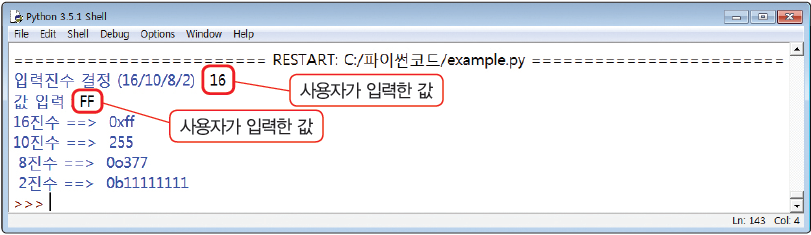 Python 3.5.1 Shell
File Edit Shell Debug Options Window Help
======================== RESTART: C:/파이썬코드/example.py ========================
입력진수 결정 (16/10/8/2) 16
사용자가 입력한 값
값 입력 FF
사용자가 입력한 값
16진수 ==> 0xff
10진수 ==> 255
8진수 ==> 0o377
2진수 ==> 0b11111111
>>>
Ln: 143 Col: 4